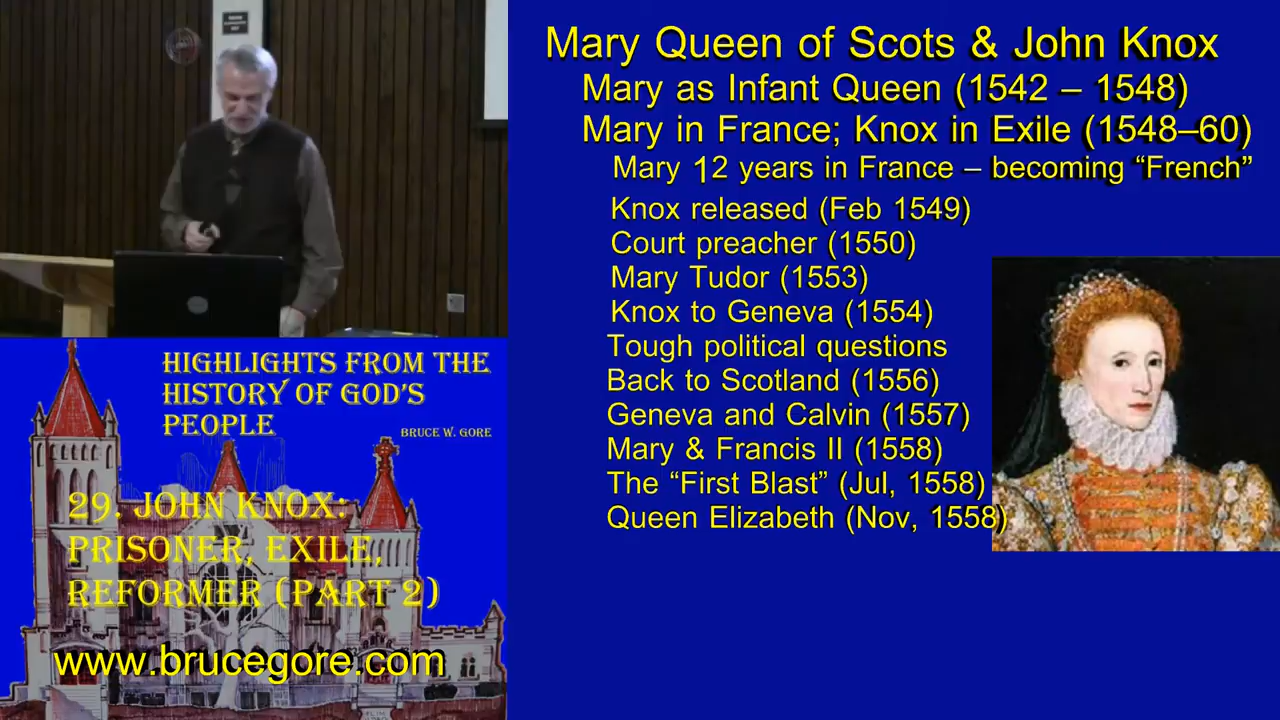 Mary Queen of Scots & John Knox
Mary as Infant Queen (1542 – 1548)
Mary in France; Knox in Exile (1548–60)
Mary 12 years in France – becoming “French”
Knox released (Feb 1549)
Court preacher (1550)
Mary Tudor (1553)
Knox to Geneva (1554)
Tough political questions
Back to Scotland (1556)
Geneva and Calvin (1557)
Mary & Francis II (1558)
The “First Blast” (Jul, 1558)
Queen Elizabeth (Nov, 1558)
HIGHLIGHTS FROM THE
HISTORY OF GOD'S
PEOPLE
BRUCE W. GORE
29. JOHN KNOX:
PRISONER, EXILE,
REFORMER (PART 2)
www.brucegore.com